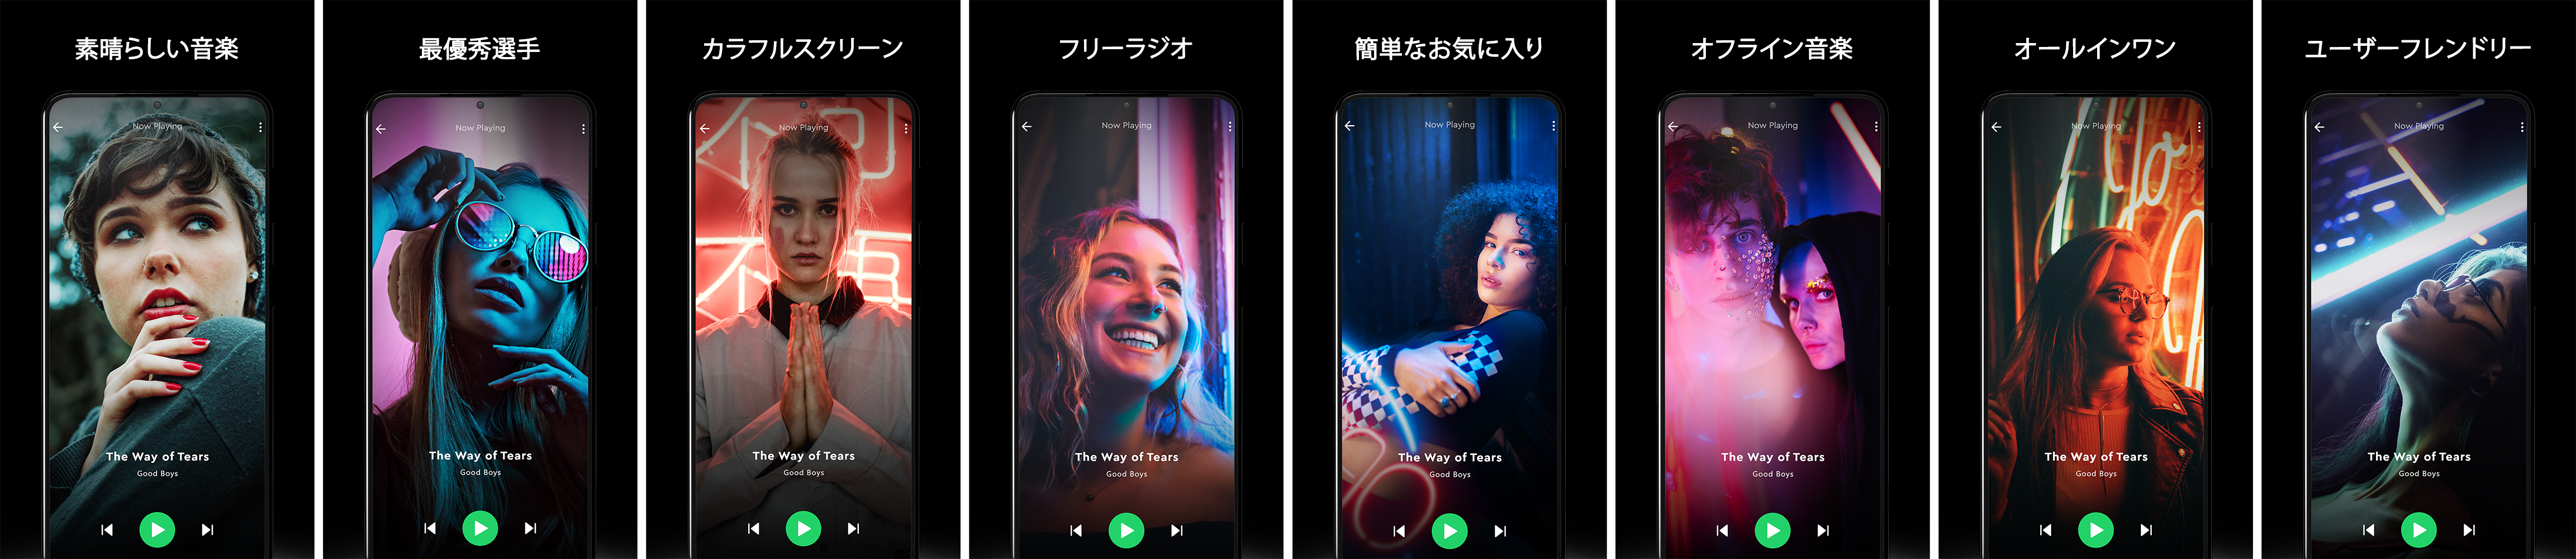 素晴らしい音楽
Now Playing
The Way of Tears
Good Boys
最優秀選手
Now Playing
The Way of Tears
Good Boys
カラフルスクリーン
Now Playing
The Way of Tears
Good Boys
フリーラジオ
Now Playing
The Way of Tears
Good Boys
簡単なお気に入り
Now Playing
The Way of Tears
Good Boys
オフライン音楽
Now Playing
The Way of Tears
Good Boys
オールインワン
Now Playing
The Way of Tears
Good Boys
ユーザーフレンドリー
Now Playing
The Way of Tears
Good Boys